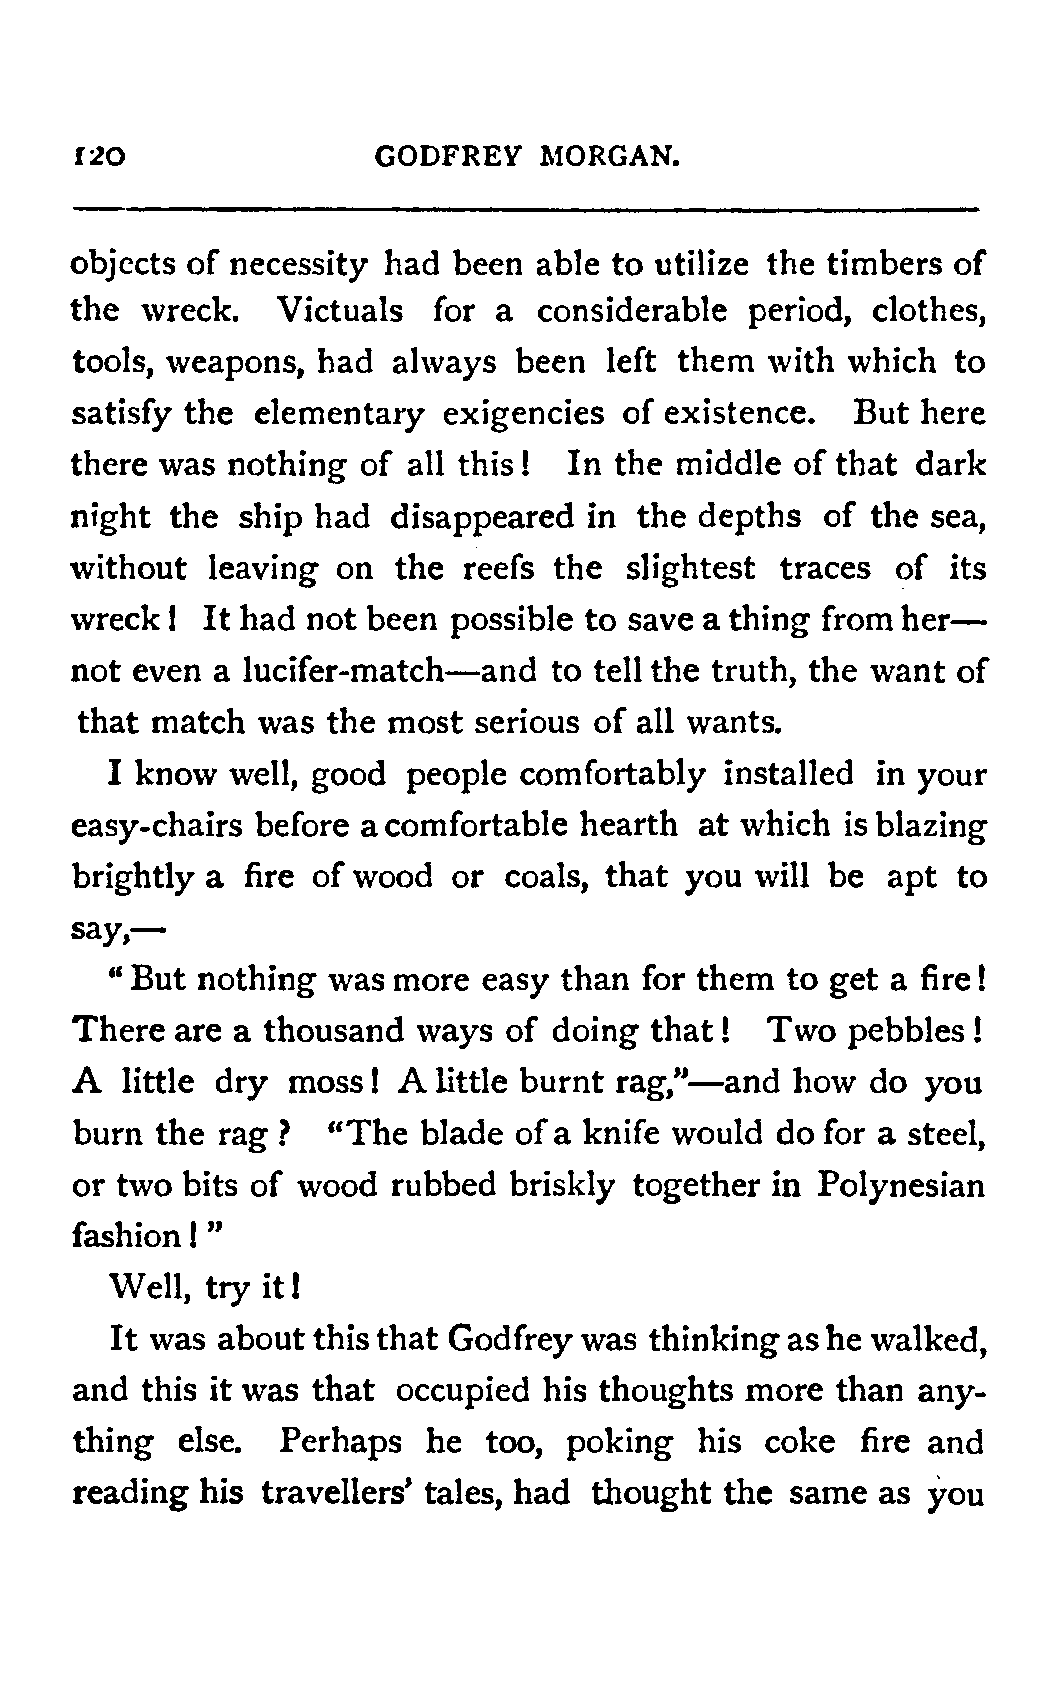 120 GODFREY MORGAN.
objects of necessity had been able to utilize the timbers of
the wreck. Victuals for a considerable period, clothes,
tools, weapons, had always been left them with which to
satisfy the elementary exigencies of existence. But here
there was nothing of all this! In the middle of that dark
night the ship had disappeared in the depths of the sea,
without leaving on the reefs the slightest traces of its
wreck! It had not been possible to save a thing from her—
not even a lucifer-match—and to tell the truth, the want of
that match was the most serious of all wants.
I know well, good people comfortably installed in your
easy-chairs before a comfortable hearth at which is blazing
brightly a fire of wood or coals, that you will be apt to
say,—
"But nothing was more easy than for them to get a fire!
There are a thousand ways of doing that! Two pebbles!
A little dry moss! A little burnt rag,"—and how do you
burn the rag? "The blade of a knife would do for a steel,
or two bits of wood rubbed briskly together in Polynesian
fashion!"
Well, try it!
It was about this that Godfrey was thinking as he walked,
and this it was that occupied his thoughts more than any-
thing else. Perhaps he too, poking his coke fire and
reading his travellers' tales, had thought the same as you